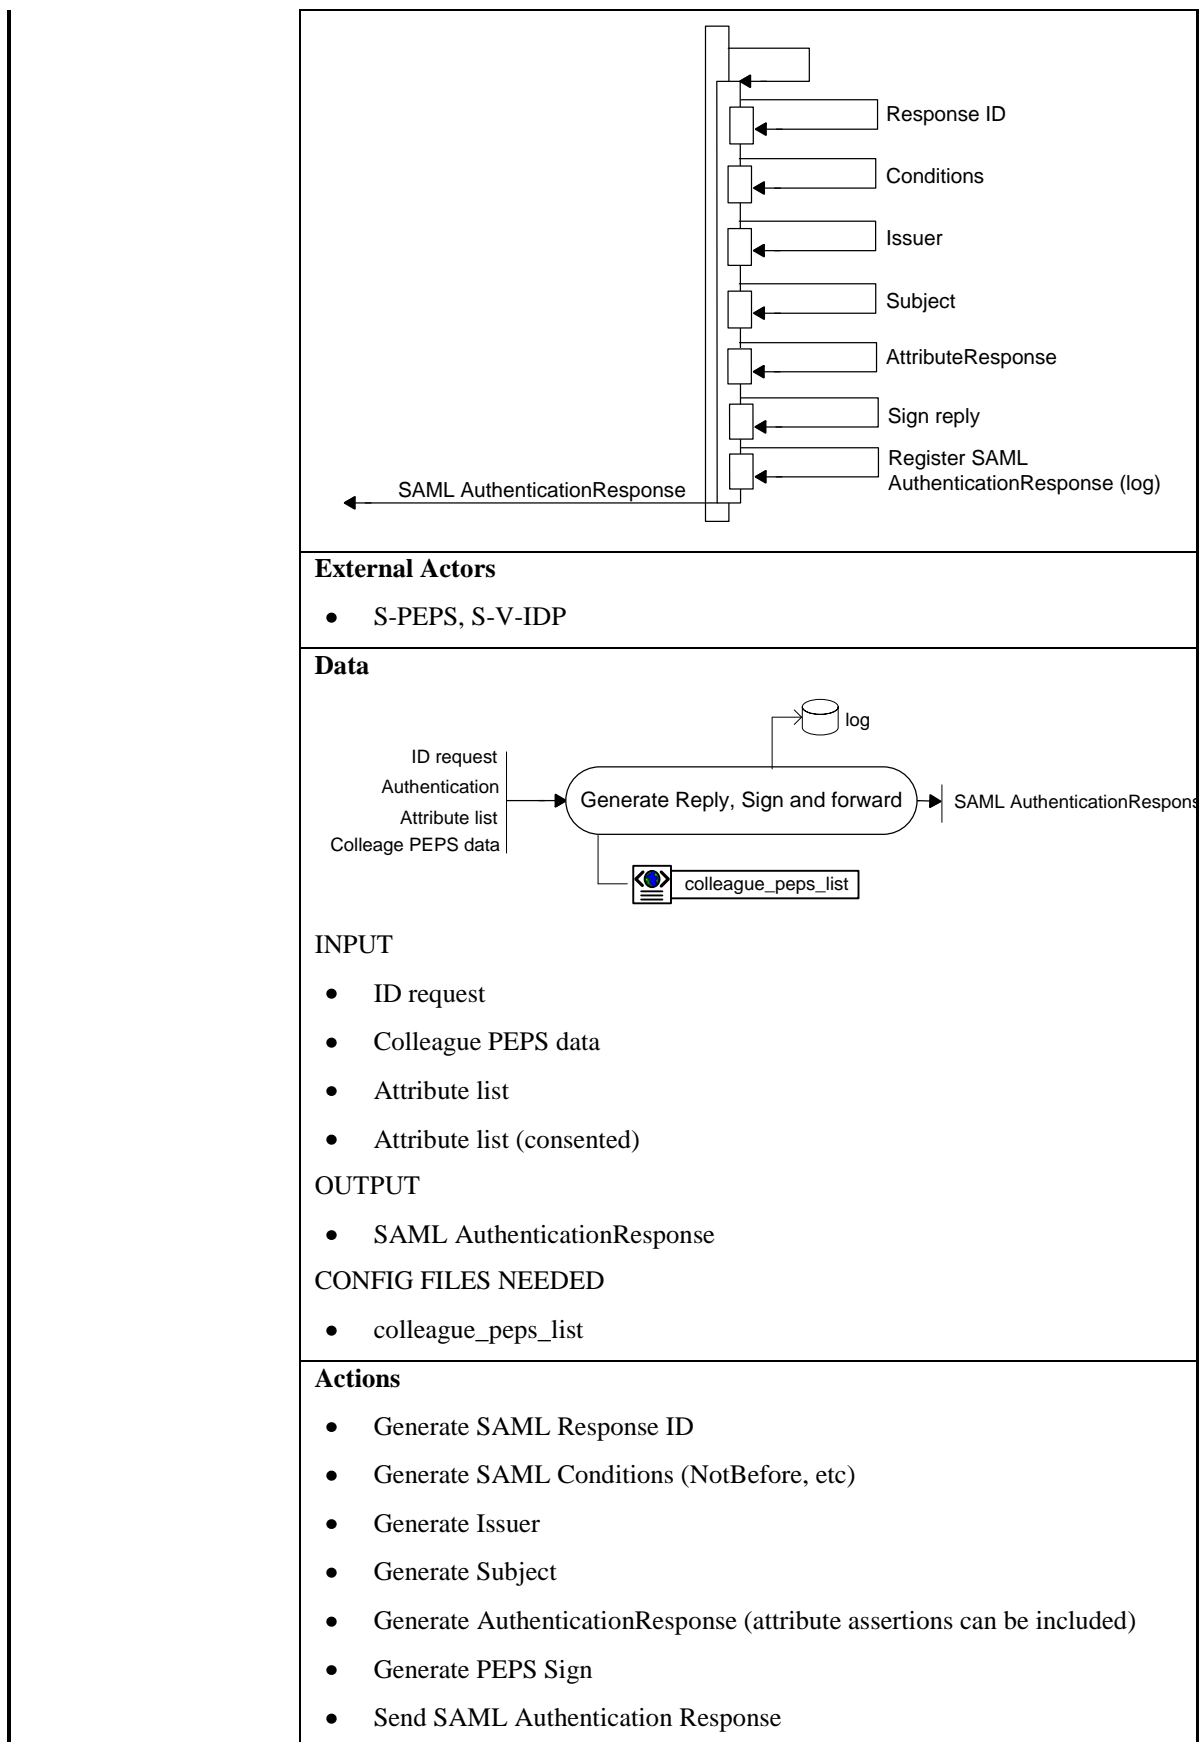 Response ID
Conditions
Issuer
Subject
AttributeResponse
Sign reply
Register SAML
AuthenticationResponse (log)
SAML AuthenticationResponse
External Actors
• S-PEPS, S-V-IDP
Data
log
ID request
Authentication
Attribute list
Colleage PEPS data
Generate Reply, Sign and forward
SAML AuthenticationRespons
colleague_peps_list
INPUT
• ID request
• Colleague PEPS data
• Attribute list
• Attribute list (consented)
OUTPUT
• SAML AuthenticationResponse
CONFIG FILES NEEDED
• colleague_peps_list
Actions
• Generate SAML Response ID
• Generate SAML Conditions (NotBefore, etc)
• Generate Issuer
• Generate Subject
• Generate AuthenticationResponse (attribute assertions can be included)
• Generate PEPS Sign
• Send SAML Authentication Response